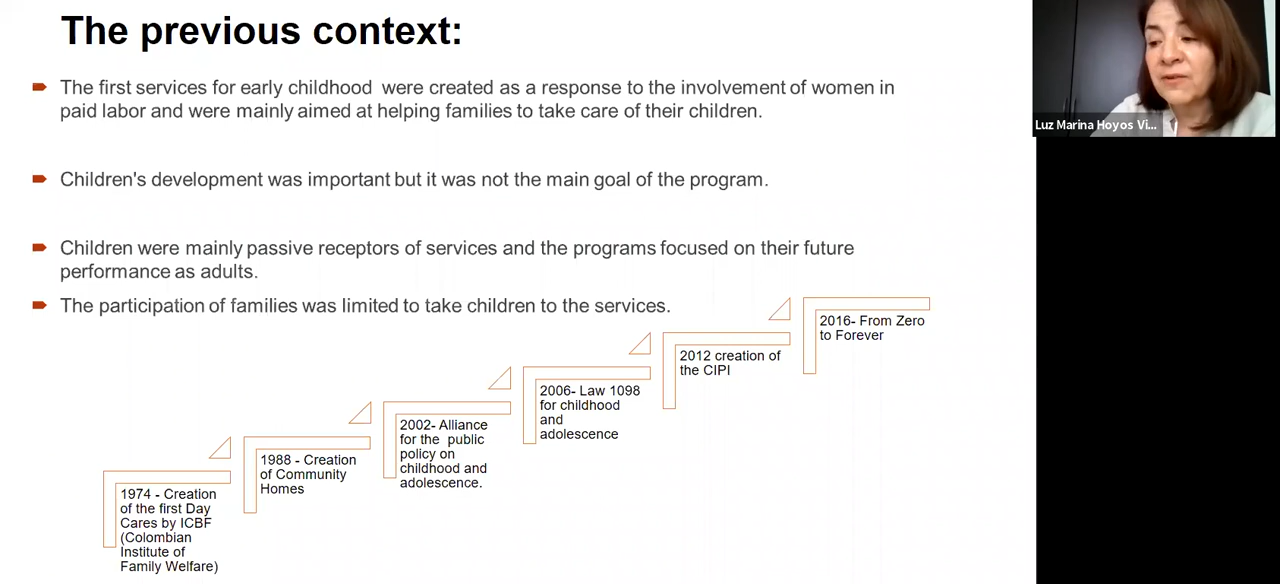 The previous context:
The first services for early childhood were created as a response to the involvement of women in
paid labor and were mainly aimed at helping families to take care of their children.
Children's development was important but it was not the main goal of the program.
Children were mainly passive receptors of services and the programs focused on their future
performance as adults.
The participation of families was limited to take children to the services.
1974 - Creation
of the first Day
Cares by ICBF
(Colombian
Institute of
Family Welfare)
1988 - Creation
of Community
Homes
2002- Alliance
for the public
policy on
childhood and
adolescence.
2006- Law 1098
for childhood
and
adolescence
2012 creation of
the CIPI
2016- From Zero
to Forever
Luz Marina Hoyos Vi...